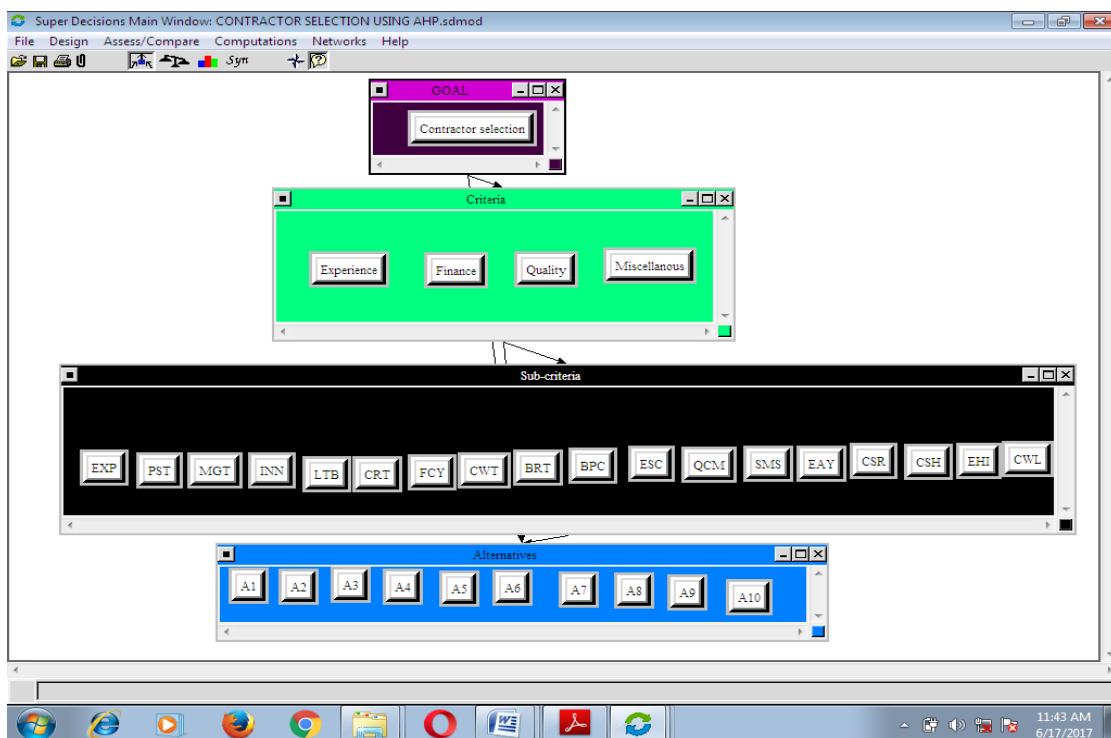 Super Decisions Main Window: CONTRACTOR SELECTION USING AHP.sdmod
File Design Assess/Compare Computations Networks Help
Syn
GOAL
Contractor selection
Criteria
Experience Finance Quality Miscellanous
Sub-criteria
EXP PST MGT INN LTB CRT FCY CWT BRT BPC ESC QCM SMS EAY CSR CSH EHI CWL
Alternatives
A1 A2 A3 A4 A5 A6 A7 A8 A9 A10
11:43 AM
6/17/2017